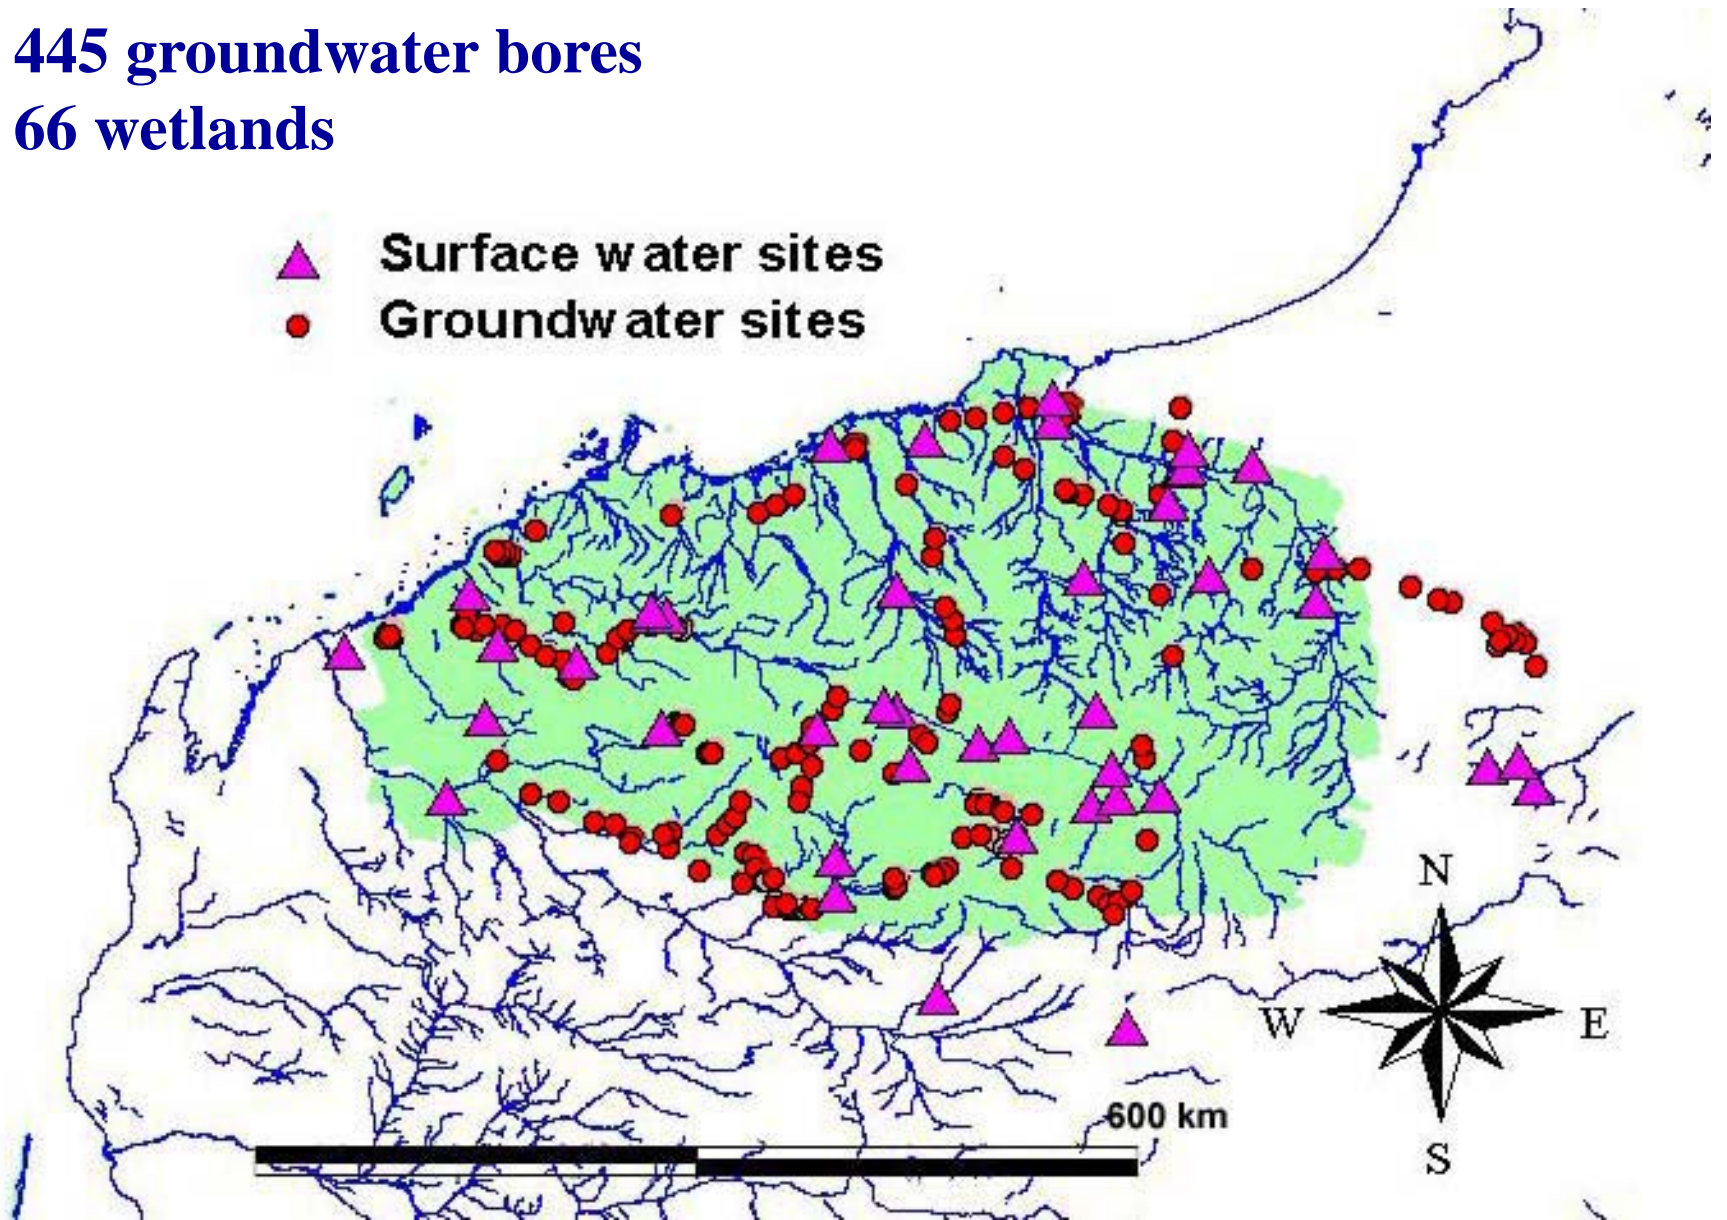 445 groundwater bores
66 wetlands
Surface water sites
Groundwater sites
N
W E
S
600 km